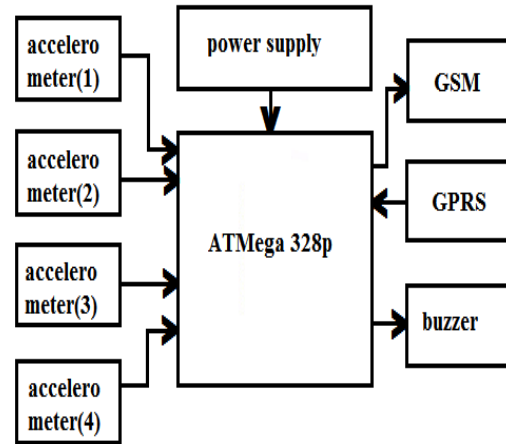 accelero
meter(1)
power supply
GSM
accelero
meter(2)
GPRS
ATMega 328p
accelero
meter(3)
buzzer
accelero
meter(4)